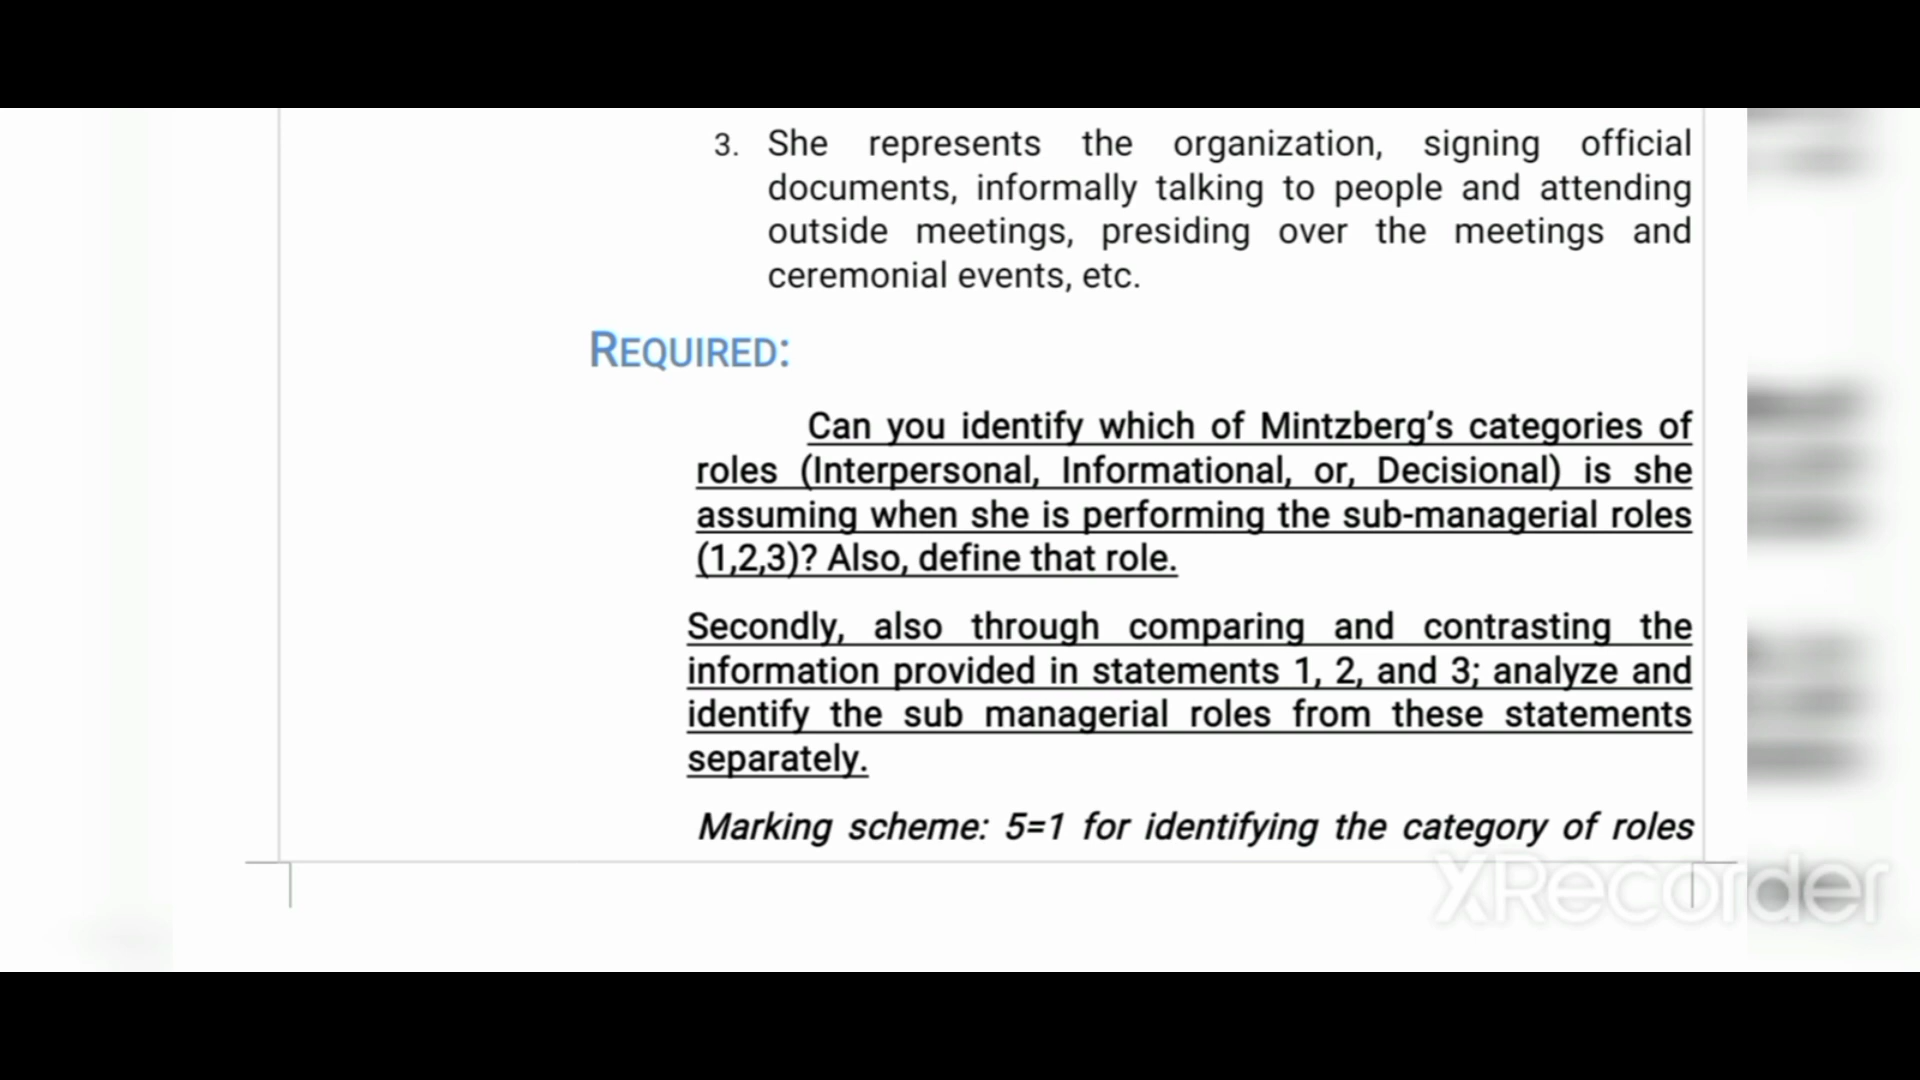 3. She represents the organization, signing official
documents, informally talking to people and attending
outside meetings, presiding over the meetings and
ceremonial events, etc.
REQUIRED:
Can you identify which of Mintzberg’s categories of
roles (Interpersonal, Informational, or, Decisional) is she
assuming when she is performing the sub-managerial roles
(1,2,3)? Also, define that role.
Secondly, also through comparing and contrasting the
information provided in statements 1, 2, and 3; analyze and
identify the sub managerial roles from these statements
separately.
Marking scheme: 5=1 for identifying the category of roles
XRecorder